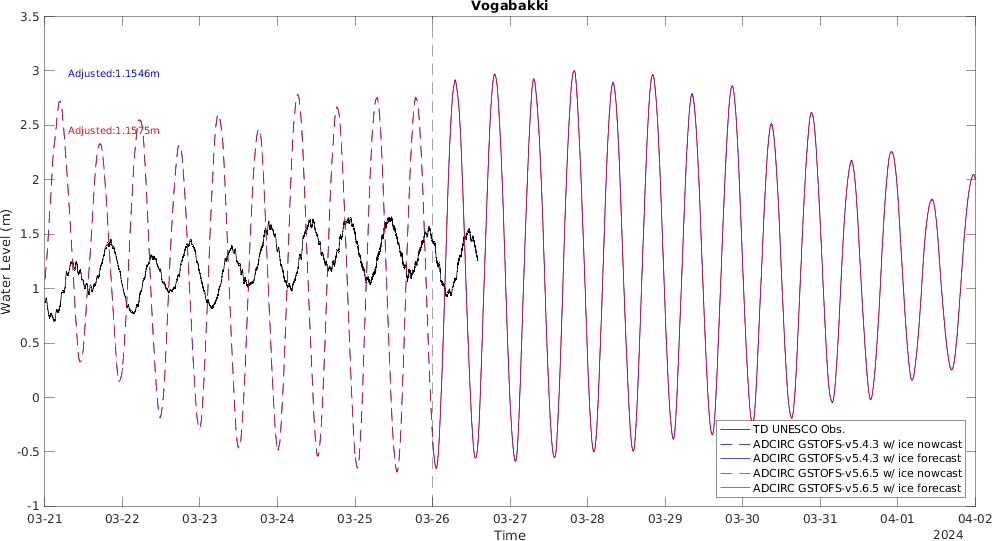 Vogabakki
3.5
3
2.5
2
1.5
1
0.5
0
-0.5
-1
Water Level (m)
Adjusted:1.1546m
Adjusted:1.1575m
TD UNESCO Obs.
ADCIRC GSTOFS-v5.4.3 w/ ice nowcast
ADCIRC GSTOFS-v5.4.3 w/ ice forecast
ADCIRC GSTOFS-v5.6.5 w/ ice nowcast
ADCIRC GSTOFS-v5.6.5 w/ ice forecast
03-21 03-22 03-23 03-24 03-25 03-26 03-27 03-28 03-29 03-30 03-31 04-01 04-02
Time
2024